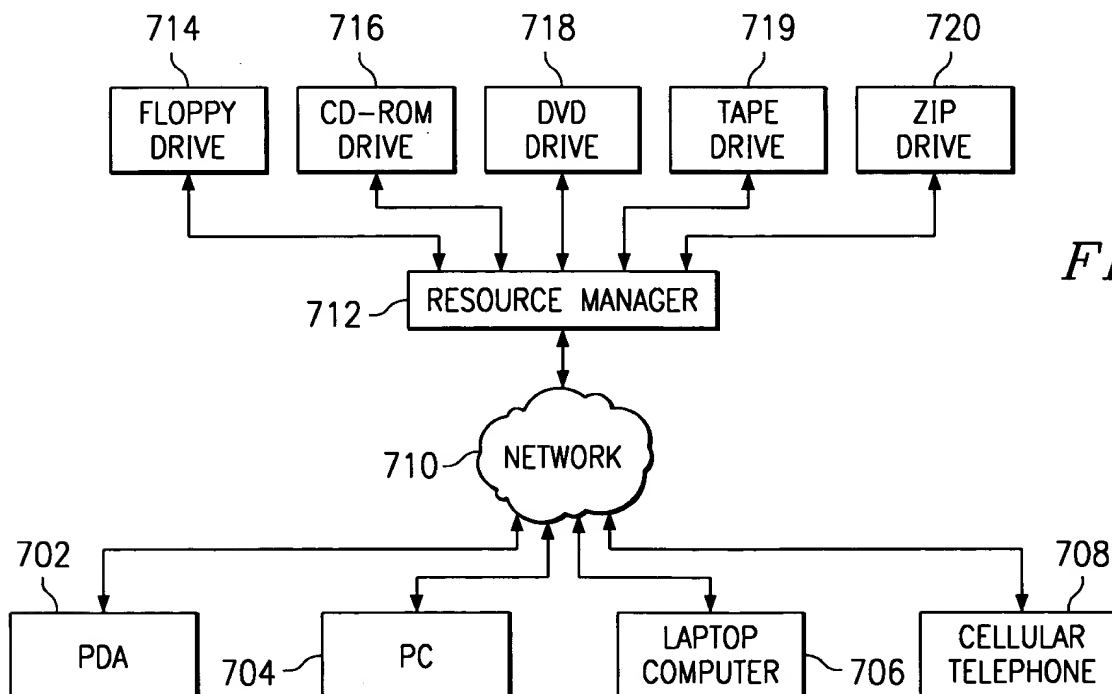 714 716 718 719 720
FLOPPY DRIVE
CD-ROM DRIVE
DVD DRIVE
TAPE DRIVE
ZIP DRIVE
712 RESOURCE MANAGER
710 NETWORK
702 708
PDA
704 PC
LAPTOP COMPUTER 706
CELLULAR TELEPHONE